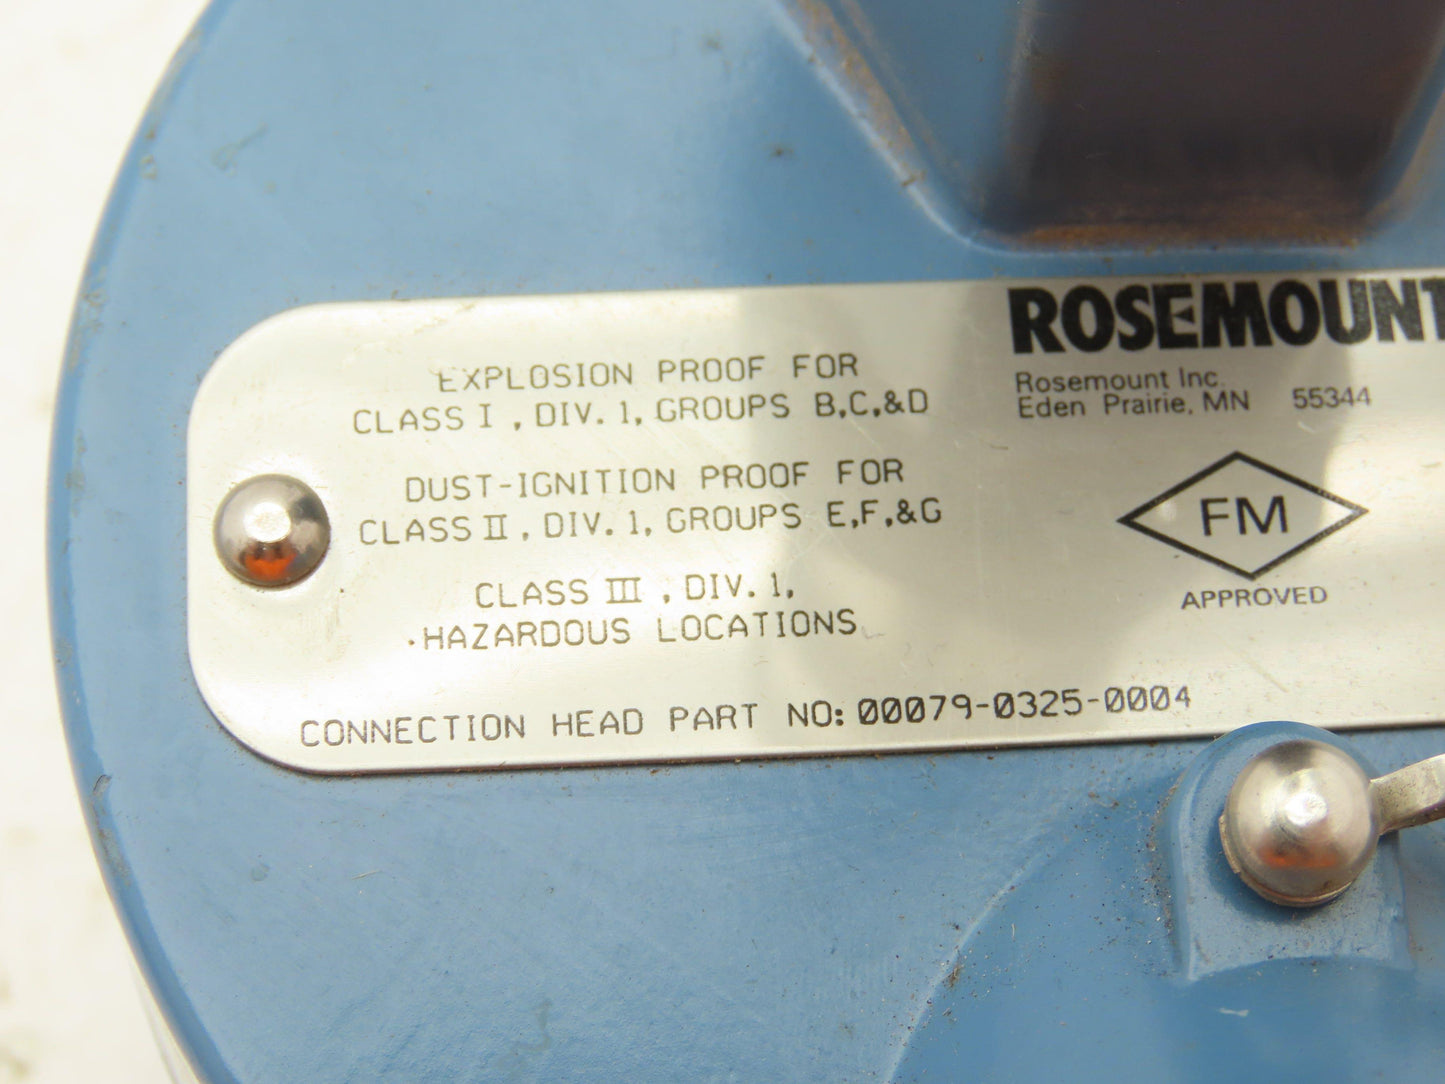 EXPLOSION PROOF FOR
CLASS I, DIV. 1, GROUPS B,C,&D
DUST-IGNITION PROOF FOR
CLASS II, DIV. 1, GROUPS E,F,&G
CLASS III, DIV. 1,
HAZARDOUS LOCATIONS
CONNECTION HEAD PART NO: 00079-0325-0004
ROSEMOUNT
Rosemount Inc.
Eden Prairie, MN 55344
FM
APPROVED